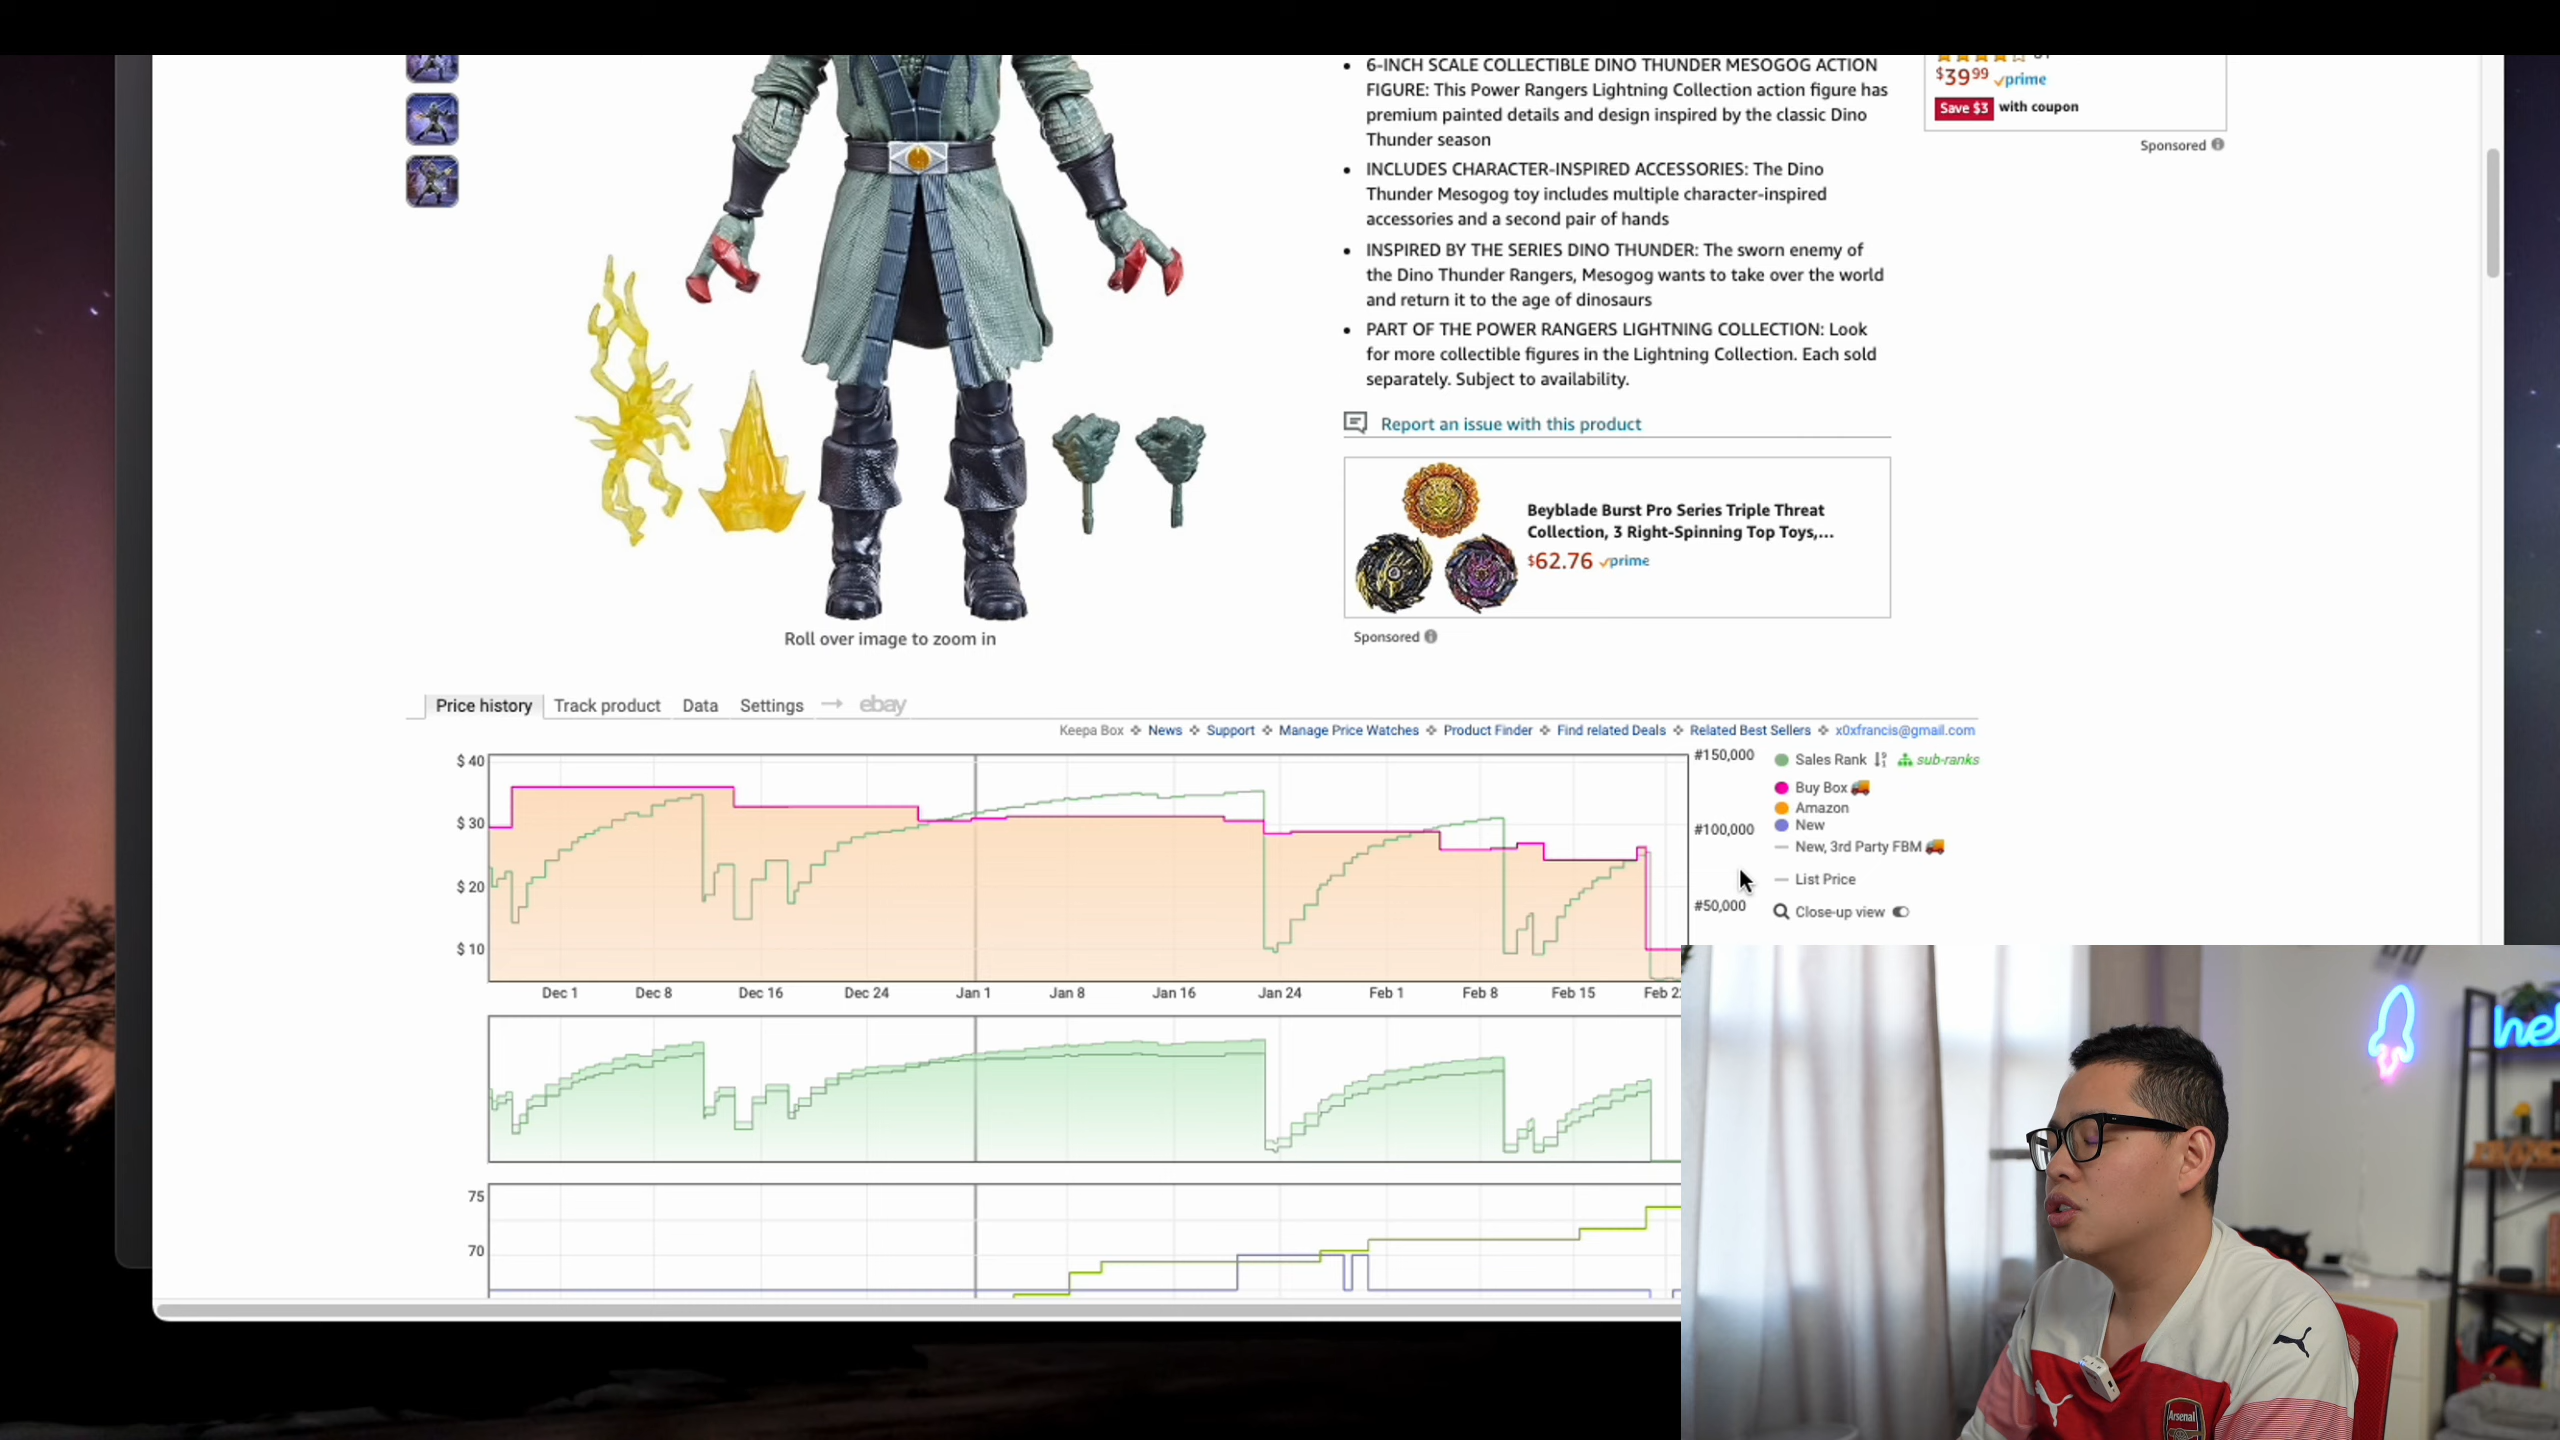 6-INCH SCALE COLLECTIBLE DINO THUNDER MESOGOG ACTION
FIGURE: This Power Rangers Lightning Collection action figure has
premium painted details and design inspired by the classic Dino
Thunder season
INCLUDES CHARACTER-INSPIRED ACCESSORIES: The Dino
Thunder Mesogog toy includes multiple character-inspired
accessories and a second pair of hands
INSPIRED BY THE SERIES DINO THUNDER: The sworn enemy of
the Dino Thunder Rangers, Mesogog wants to take over the world
and return it to the age of dinosaurs
PART OF THE POWER RANGERS LIGHTNING COLLECTION: Look
for more collectible figures in the Lightning Collection. Each sold
separately. Subject to availability.
Report an issue with this product
Beyblade Burst Pro Series Triple Threat
Collection, 3 Right-Spinning Top Toys,...
$62.76 prime
Sponsored
$39.99 prime
Save $3 with coupon
Sponsored
Roll over image to zoom in
Price history Track product Data Settings → ebay
Keepa Box News Support Manage Price Watches Product Finder Find related Deals Related Best Sellers x0xfrancis@gmail.com
$ 40
$ 30
$ 20
$ 10
#150,000
#100,000
#50,000
Sales Rank sub-ranks
Buy Box
Amazon
New
New, 3rd Party FBM
List Price
Close-up view
Dec 1 Dec 8 Dec 16 Dec 24 Jan 1 Jan 8 Jan 16 Jan 24 Feb 1 Feb 8 Feb 15 Feb
75
70
Arsenal